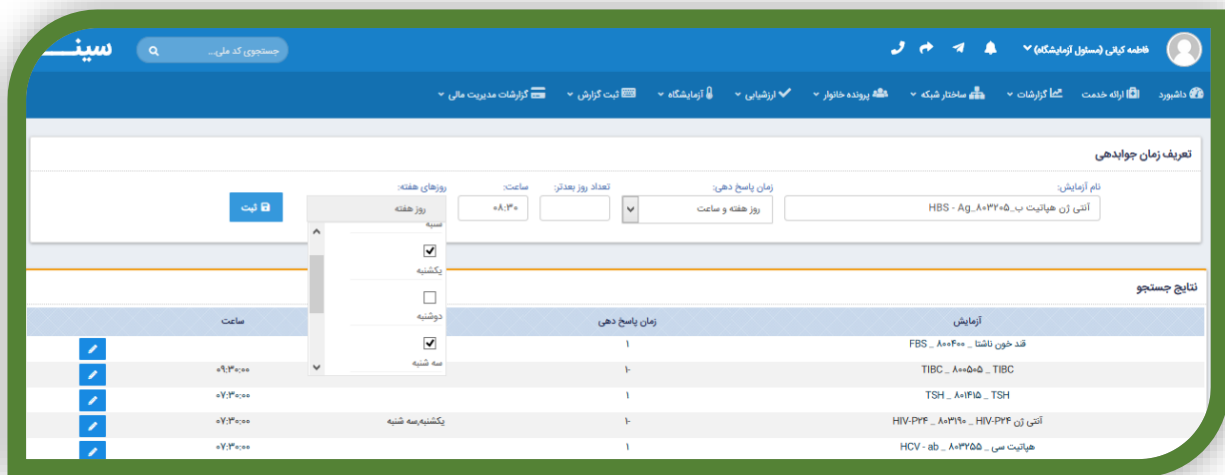 فاطمه کیانی (مسئول آزمایشگاه)
جستجوی کد ملی...
سینـــ
داشبورد ارائه خدمت گزارشات ساختار شبکه پرونده خانوار ارزشیابی آزمایشگاه ثبت گزارش گزارشات مدیریت مالی
تعریف زمان جوابدهی
نام آزمایش: زمان پاسخ دهی: تعداد روز بعدتر: ساعت: روزهای هفته:
آنتی ژن هپاتیت ب_۸۰۳۲۰۵_HBS - Ag روز هفته و ساعت ۰۸:۳۰ روز هفته ثبت
شنبه
یکشنبه
دوشنبه
سه شنبه
نتایج جستجو
آزمایش زمان پاسخ دهی ساعت
قند خون ناشتا _ ۸۰۰۴۰۰ _ FBS ۱
TIBC _ ۸۰۰۵۰۵ _ TIBC ۱- ۰۹:۳۰:۰۰
TSH _ ۸۰۱۴۱۵ _ TSH ۱ ۰۷:۳۰:۰۰
آنتی ژن HIV-P۲۴ _ ۸۰۳۱۹۰ _ HIV-P۲۴ ۱- یکشنبه,سه شنبه ۰۷:۳۰:۰۰
هپاتیت سی _ ۸۰۳۲۵۵ _ HCV - ab ۱ ۰۷:۳۰:۰۰